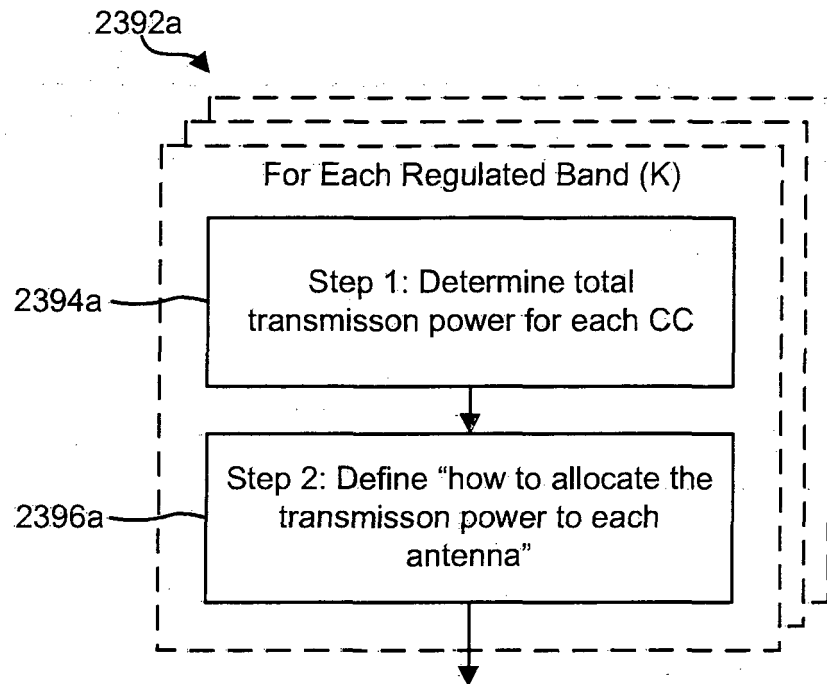 2392a
For Each Regulated Band (K)
2394a
Step 1: Determine total
transmisson power for each CC
2396a
Step 2: Define “how to allocate the
transmisson power to each
antenna”